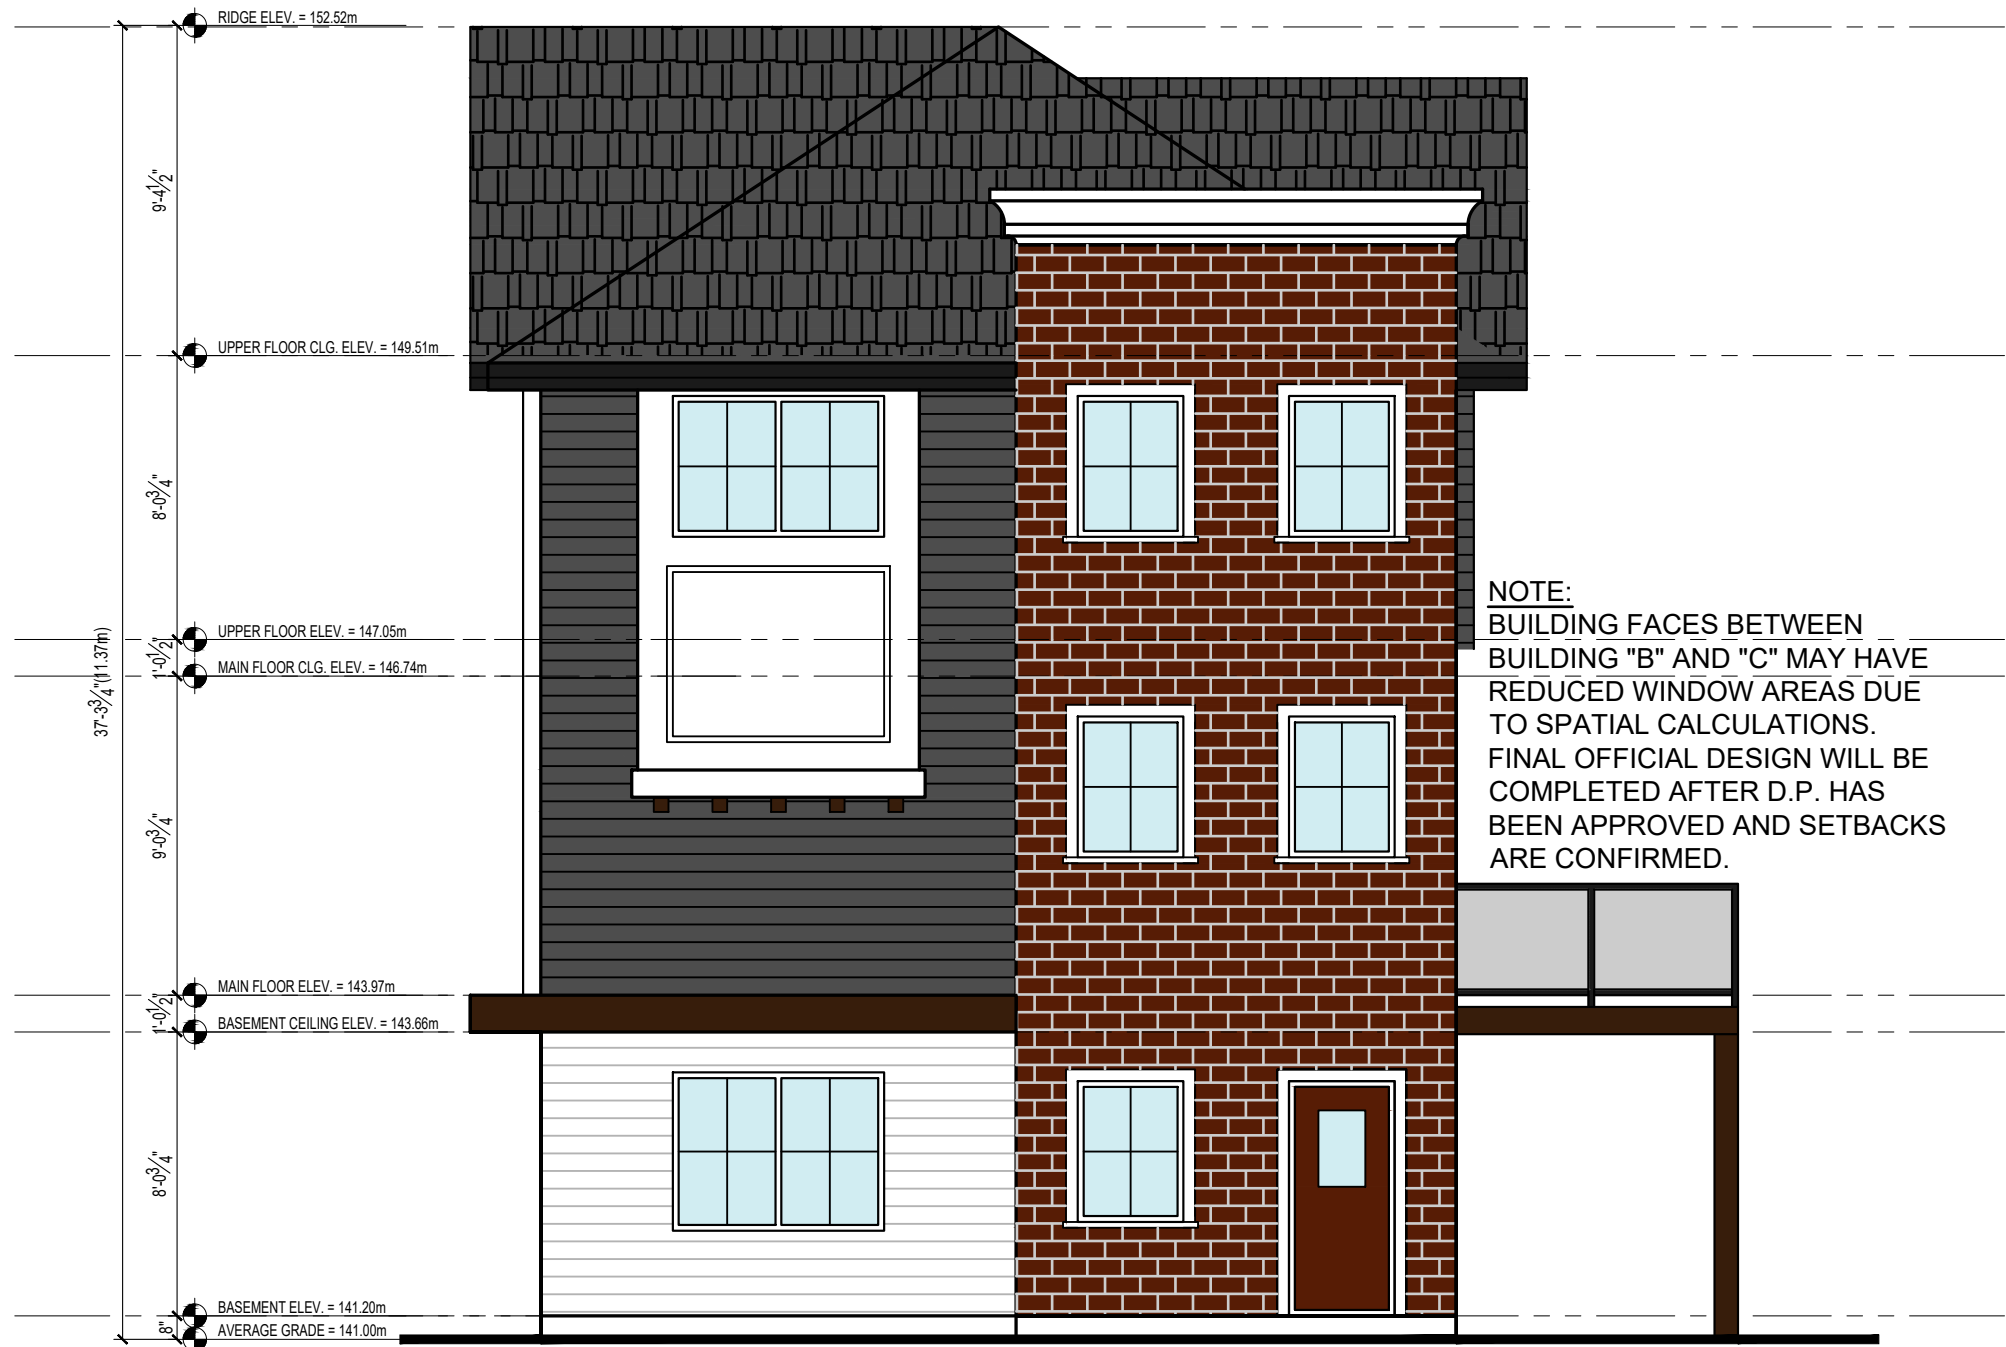 RIDGE ELEV. = 152.52m
9'-4 1/2"
UPPER FLOOR CLG. ELEV. = 149.51m
8'-0 3/4"
UPPER FLOOR ELEV. = 147.05m
1'-0 1/2"
MAIN FLOOR CLG. ELEV. = 146.74m
37'-3 3/4" (11.37m)
9'-0 3/4"
MAIN FLOOR ELEV. = 143.97m
1'-0 1/2"
BASEMENT CEILING ELEV. = 143.66m
8'-0 3/4"
BASEMENT ELEV. = 141.20m
8"
AVERAGE GRADE = 141.00m
NOTE:
BUILDING FACES BETWEEN
BUILDING "B" AND "C" MAY HAVE
REDUCED WINDOW AREAS DUE
TO SPATIAL CALCULATIONS.
FINAL OFFICIAL DESIGN WILL BE
COMPLETED AFTER D.P. HAS
BEEN APPROVED AND SETBACKS
ARE CONFIRMED.